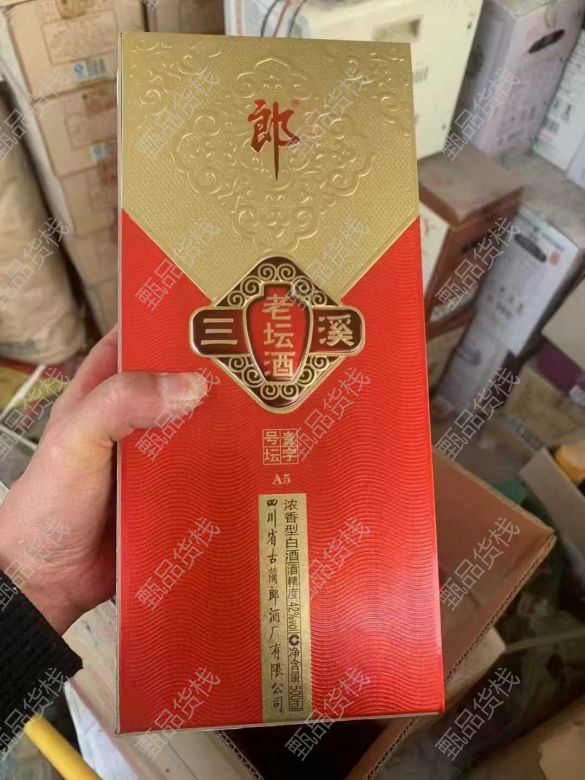 郎
三 老坛酒 溪
壹字
号坛
A5
浓香型白酒 酒精度42%vol 净含量500ml
四川省古蔺郎酒厂有限公司
甄品货栈